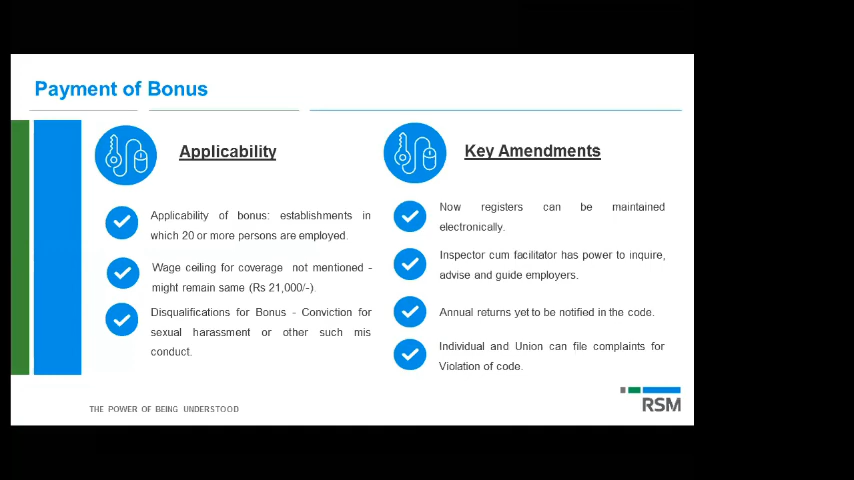 Payment of Bonus
Applicability
Applicability of bonus: establishments in
which 20 or more persons are employed.
Wage ceiling for coverage not mentioned -
might remain same (Rs 21,000/-).
Disqualifications for Bonus - Conviction for
sexual harassment or other such mis
conduct.
Key Amendments
Now registers can be maintained
electronically.
Inspector cum facilitator has power to inquire,
advise and guide employers.
Annual returns yet to be notified in the code.
Individual and Union can file complaints for
Violation of code.
THE POWER OF BEING UNDERSTOOD
RSM